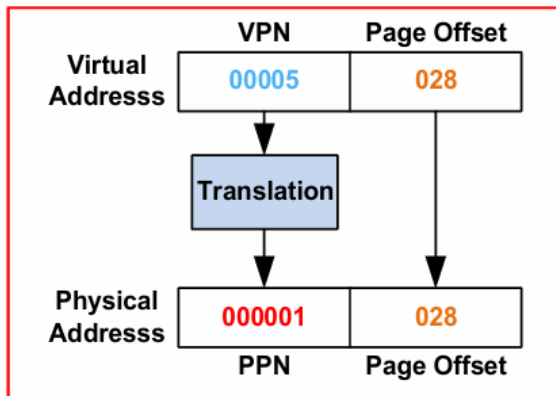 VPN Page Offset
Virtual
Addresss
00005 028
Translation
Physical
Addresss
000001 028
PPN Page Offset